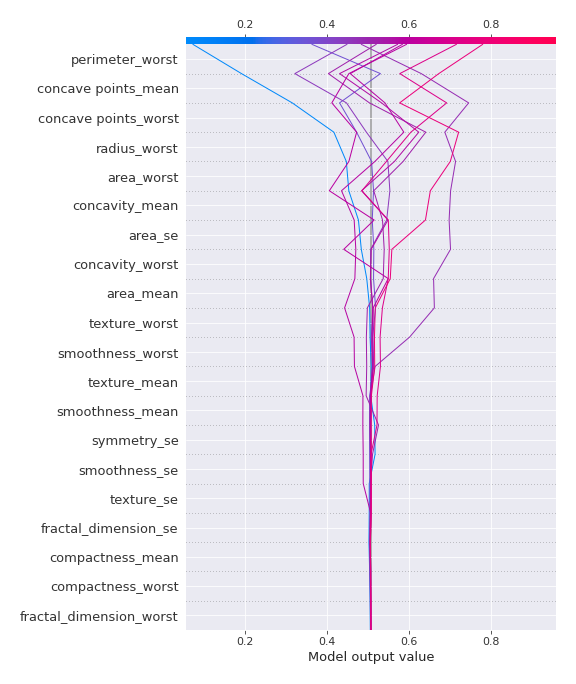 0.2 0.4 0.6 0.8
perimeter_worst
concave points_mean
concave points_worst
radius_worst
area_worst
concavity_mean
area_se
concavity_worst
area_mean
texture_worst
smoothness_worst
texture_mean
smoothness_mean
symmetry_se
smoothness_se
texture_se
fractal_dimension_se
compactness_mean
compactness_worst
fractal_dimension_worst
0.2 0.4 0.6 0.8
Model output value